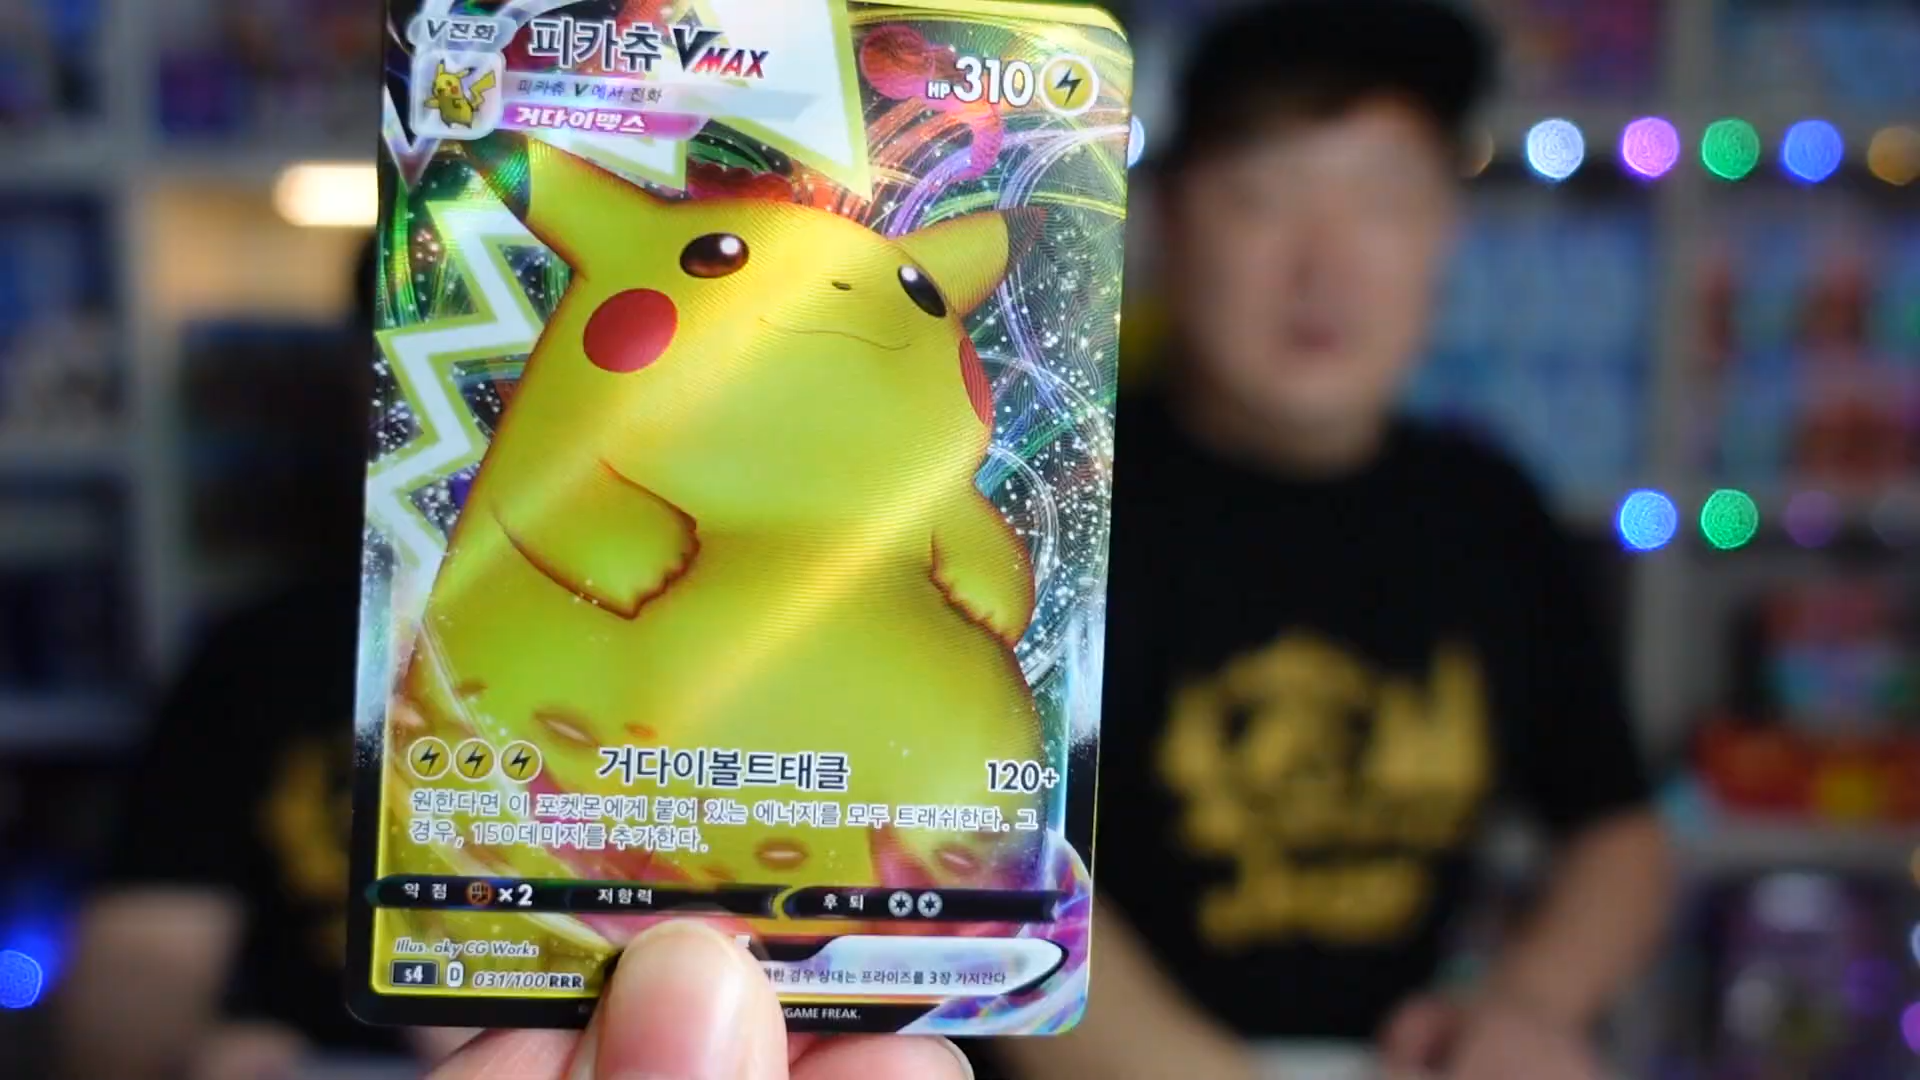 V진화
피카츄 VMAX
HP 310
피카츄 V에서 진화
거다이맥스
거다이볼트태클 120+
원한다면 이 포켓몬에게 붙어 있는 에너지를 모두 트래쉬한다. 그
경우, 150데미지를 추가한다.
약점 ×2 저항력 후퇴
Illus. aky CG Works
경우 상대는 프라이즈를 3장 가져간다
s4 D 031/100 RRR
GAME FREAK.